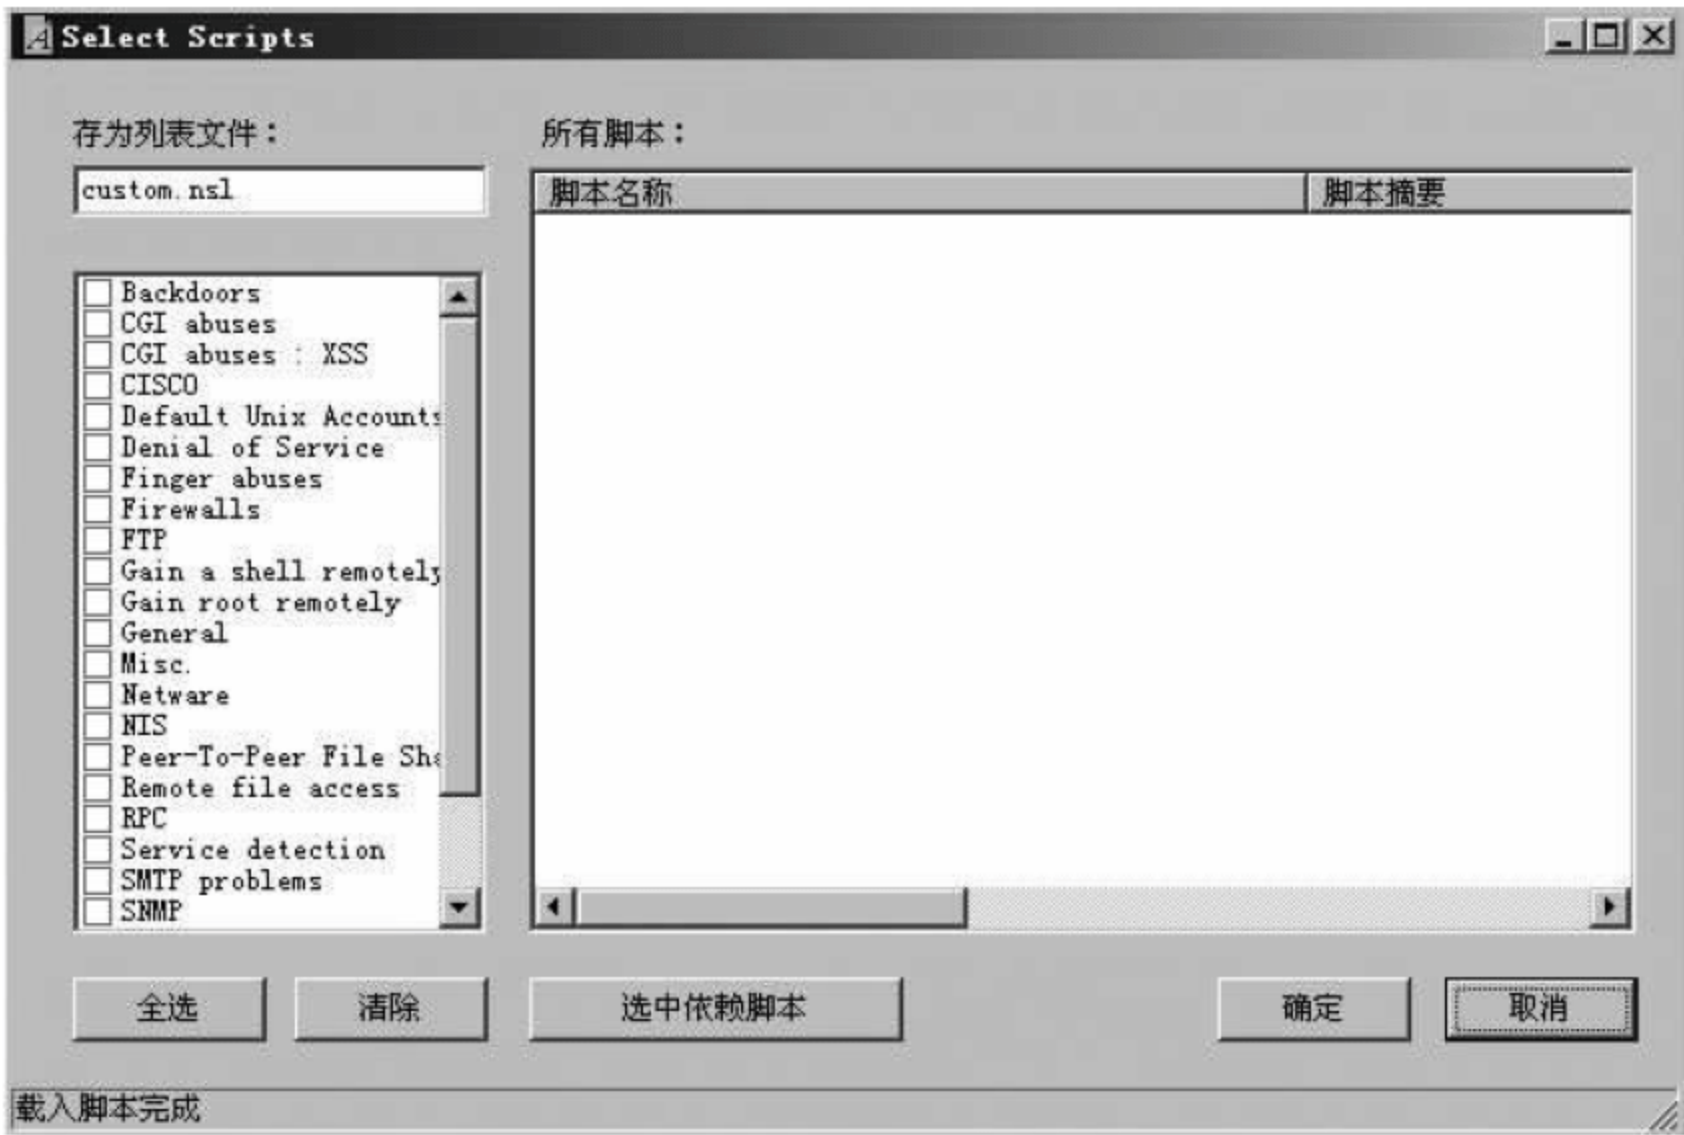 Select Scripts
存为列表文件：
所有脚本：
custom.nsl
脚本名称 脚本摘要
Backdoors
CGI abuses
CGI abuses : XSS
CISCO
Default Unix Accounts
Denial of Service
Finger abuses
Firewalls
FTP
Gain a shell remotely
Gain root remotely
General
Misc.
Netware
NIS
Peer-To-Peer File Sha
Remote file access
RPC
Service detection
SMTP problems
SNMP
全选 清除 选中依赖脚本 确定 取消
载入脚本完成